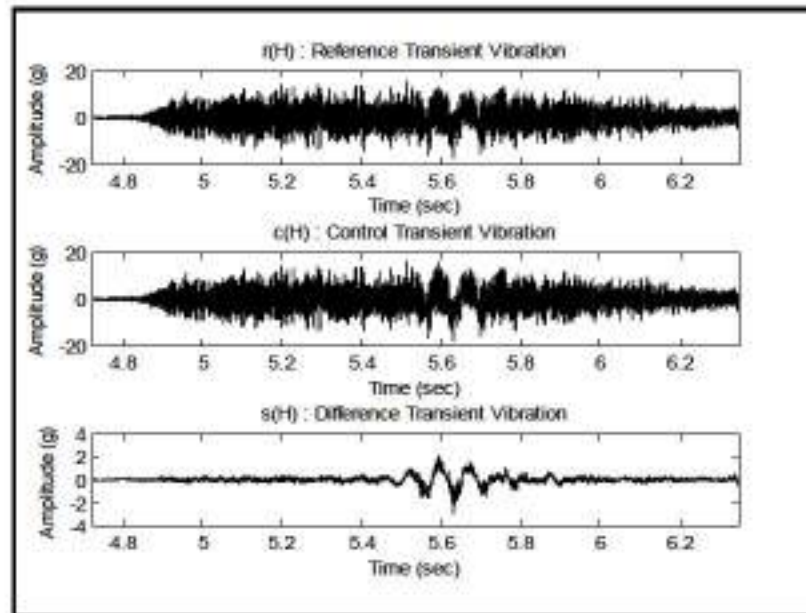 r(H) : Reference Transient Vibration
Amplitude (g)
20
0
-20
4.8 5 5.2 5.4 5.6 5.8 6 6.2
Time (sec)
c(H) : Control Transient Vibration
Amplitude (g)
20
0
-20
4.8 5 5.2 5.4 5.6 5.8 6 6.2
Time (sec)
s(H) : Difference Transient Vibration
Amplitude (g)
4
2
0
-2
-4
4.8 5 5.2 5.4 5.6 5.8 6 6.2
Time (sec)